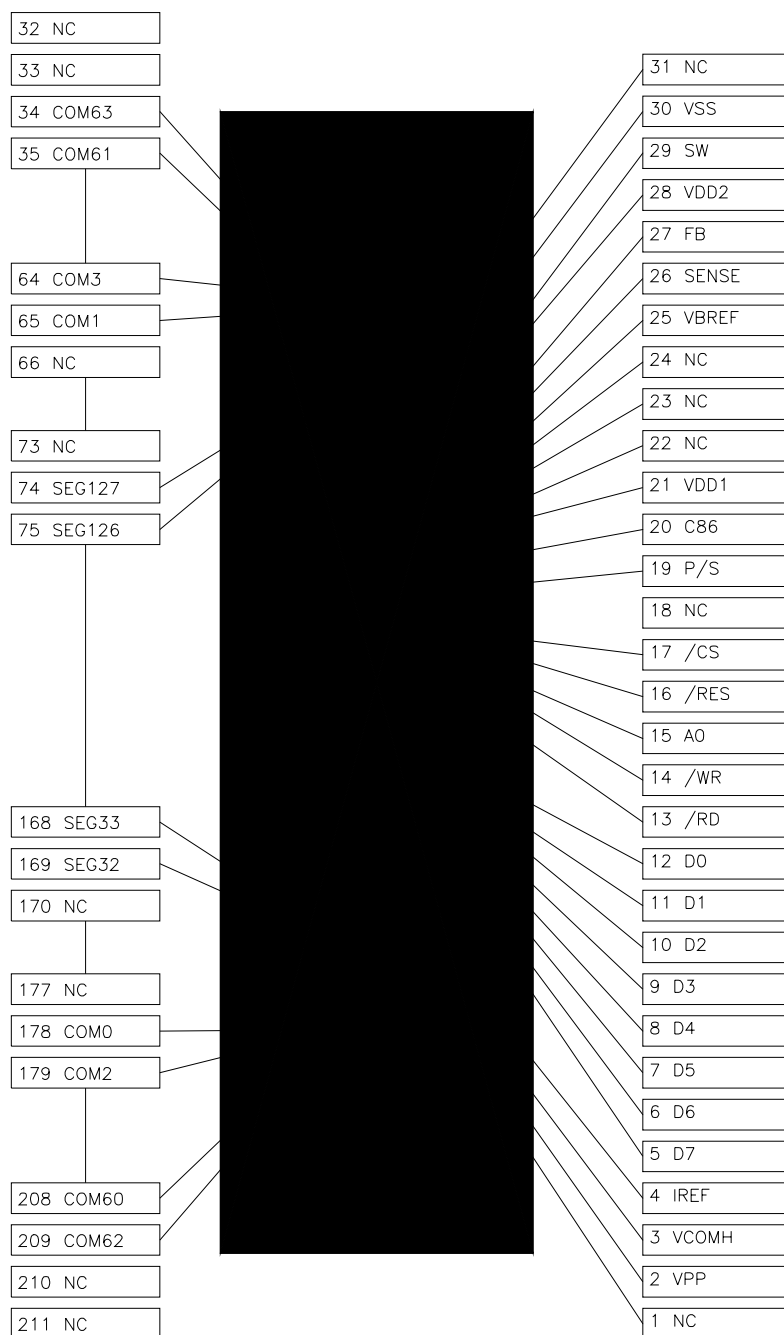 32 NC
33 NC
34 COM63
35 COM61
64 COM3
65 COM1
66 NC
73 NC
74 SEG127
75 SEG126
168 SEG33
169 SEG32
170 NC
177 NC
178 COM0
179 COM2
208 COM60
209 COM62
210 NC
211 NC
31 NC
30 VSS
29 SW
28 VDD2
27 FB
26 SENSE
25 VBREF
24 NC
23 NC
22 NC
21 VDD1
20 C86
19 P/S
18 NC
17 /CS
16 /RES
15 A0
14 /WR
13 /RD
12 D0
11 D1
10 D2
9 D3
8 D4
7 D5
6 D6
5 D7
4 IREF
3 VCOMH
2 VPP
1 NC